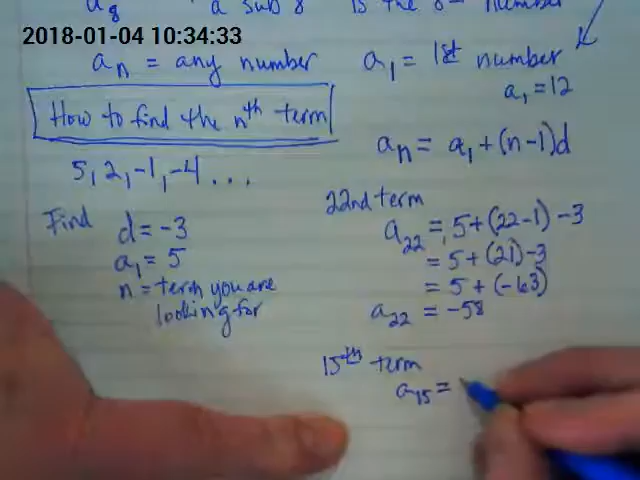 a8 a sub 8 is the number
2018-01-04 10:34:33
an = any number
a1 = 1st number
a1 = 12
How to find the nth term
an = a1 + (n-1)d
5, 2, -1, -4 ...
Find d = -3
a1 = 5
n = term you are
looking for
22nd term
a22 = 5 + (22-1) -3
= 5 + (21) -3
= 5 + (-63)
a22 = -58
15th term
a15 =